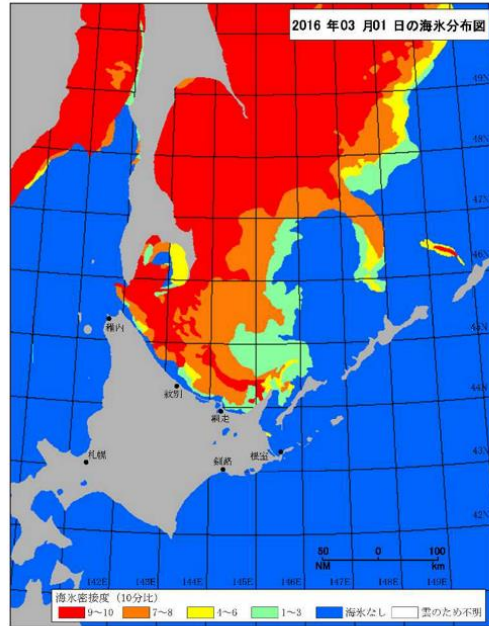 2016 年03 月01 日の海氷分布図
49N
48N
47N
46N
45N
稚内
44N
紋別
網走
43N
札幌
釧路
根室
42N
50 0 100
NM km
142E 143E 144E 145E 146E 147E 148E 149E
海氷密接度 (10分比)
9～10 7～8 4～6 1～3 海氷なし 雲のため不明